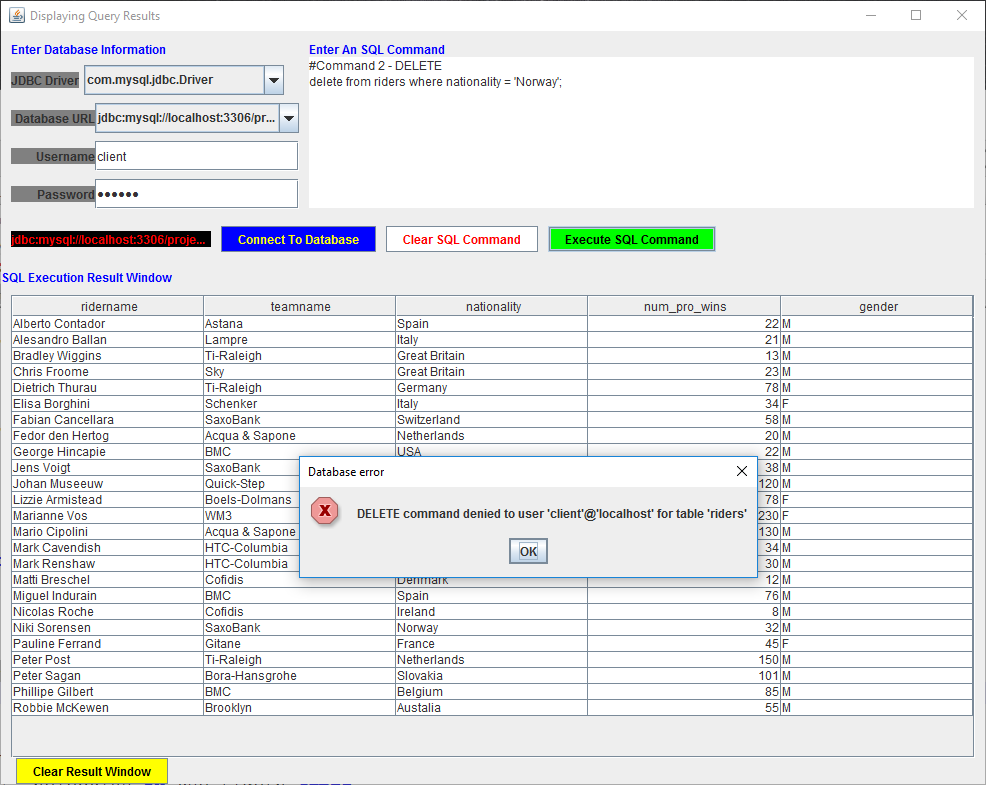 Displaying Query Results
Enter Database Information
Enter An SQL Command
JDBC Driver com.mysql.jdbc.Driver
#Command 2 - DELETE
delete from riders where nationality = 'Norway';
Database URL jdbc:mysql://localhost:3306/pr...
Username client
Password ••••••
jdbc:mysql://localhost:3306/proje... Connect To Database Clear SQL Command Execute SQL Command
SQL Execution Result Window
ridername teamname nationality num_pro_wins gender
Alberto Contador Astana Spain 22 M
Alesandro Ballan Lampre Italy 21 M
Bradley Wiggins Ti-Raleigh Great Britain 13 M
Chris Froome Sky Great Britain 23 M
Dietrich Thurau Ti-Raleigh Germany 78 M
Elisa Borghini Schenker Italy 34 F
Fabian Cancellara SaxoBank Switzerland 58 M
Fedor den Hertog Acqua & Sapone Netherlands 20 M
George Hincapie BMC USA 22 M
Jens Voigt SaxoBank 38 M
Johan Museeuw Quick-Step 120 M
Lizzie Armistead Boels-Dolmans 78 F
Marianne Vos WM3 230 F
Mario Cipolini Acqua & Sapone 130 M
Mark Cavendish HTC-Columbia 34 M
Mark Renshaw HTC-Columbia 30 M
Matti Breschel Cofidis Denmark 12 M
Miguel Indurain BMC Spain 76 M
Nicolas Roche Cofidis Ireland 8 M
Niki Sorensen SaxoBank Norway 32 M
Pauline Ferrand Gitane France 45 F
Peter Post Ti-Raleigh Netherlands 150 M
Peter Sagan Bora-Hansgrohe Slovakia 101 M
Phillipe Gilbert BMC Belgium 85 M
Robbie McKewen Brooklyn Austalia 55 M
Database error
DELETE command denied to user 'client'@'localhost' for table 'riders'
OK
Clear Result Window